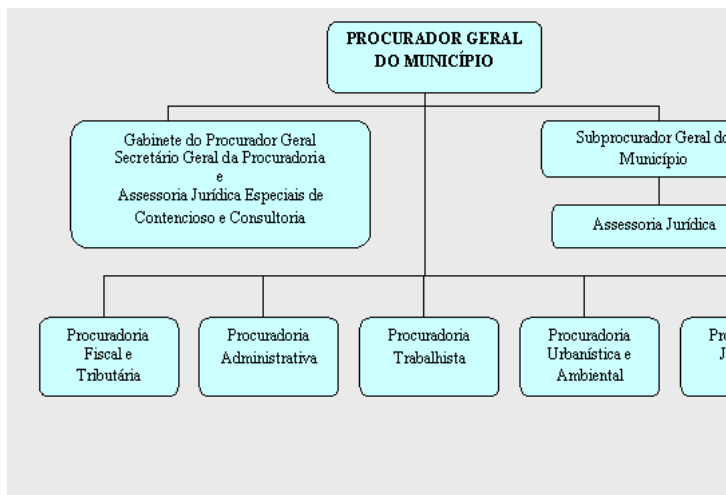 PROCURADOR GERAL
DO MUNICÍPIO
Gabinete do Procurador Geral
Secretário Geral da Procuradoria
e
Assessoria Jurídica Especiais de
Contencioso e Consultoria
Subprocurador Geral do
Município
Assessoria Jurídica
Procuradoria
Fiscal e
Tributária
Procuradoria
Administrativa
Procuradoria
Trabalhista
Procuradoria
Urbanística e
Ambiental